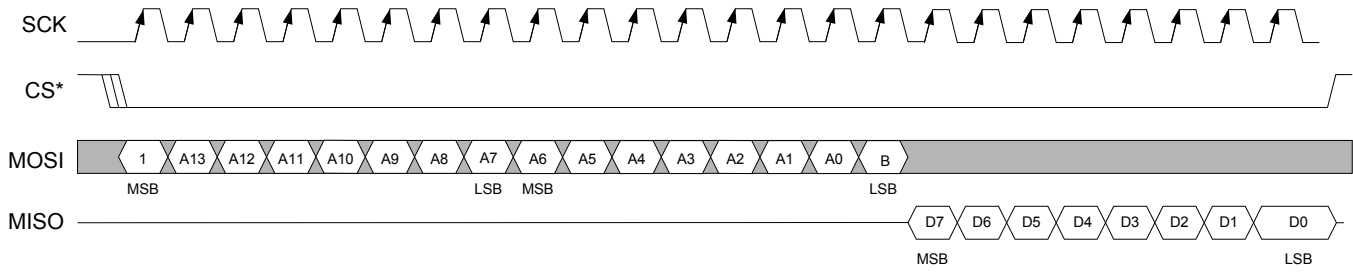 SCK
CS*
MOSI 1 A13 A12 A11 A10 A9 A8 A7 A6 A5 A4 A3 A2 A1 A0 B
MSB LSB MSB LSB
MISO D7 D6 D5 D4 D3 D2 D1 D0
MSB LSB